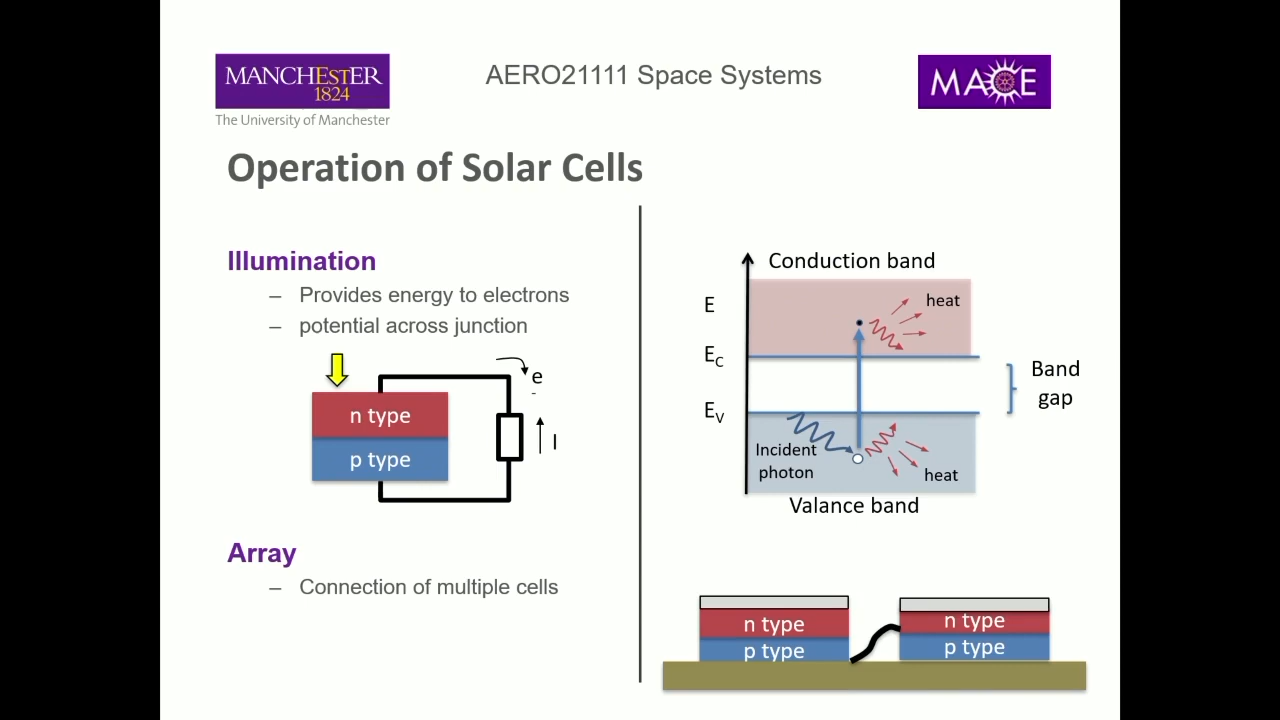 MANCHESTER
1824
The University of Manchester
AERO21111 Space Systems
MACE
Operation of Solar Cells
Illumination
– Provides energy to electrons
– potential across junction
n type
p type
e
-
I
Array
– Connection of multiple cells
Conduction band
E
heat
EC
Band
gap
EV
Incident
photon
heat
Valance band
n type
p type
n type
p type